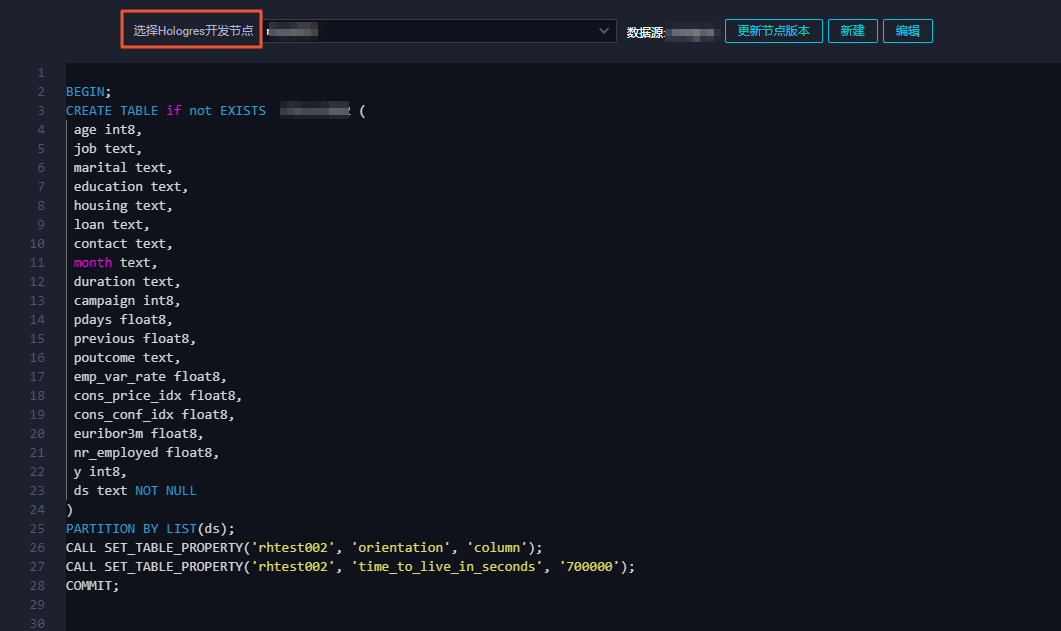 选择Hologres开发节点 数据源: 更新节点版本 新建 编辑
1
2 BEGIN;
3 CREATE TABLE if not EXISTS (
4 age int8,
5 job text,
6 marital text,
7 education text,
8 housing text,
9 loan text,
10 contact text,
11 month text,
12 duration text,
13 campaign int8,
14 pdays float8,
15 previous float8,
16 poutcome text,
17 emp_var_rate float8,
18 cons_price_idx float8,
19 cons_conf_idx float8,
20 euribor3m float8,
21 nr_employed float8,
22 y int8,
23 ds text NOT NULL
24 )
25 PARTITION BY LIST(ds);
26 CALL SET_TABLE_PROPERTY('rhtest002', 'orientation', 'column');
27 CALL SET_TABLE_PROPERTY('rhtest002', 'time_to_live_in_seconds', '700000');
28 COMMIT;
29
30